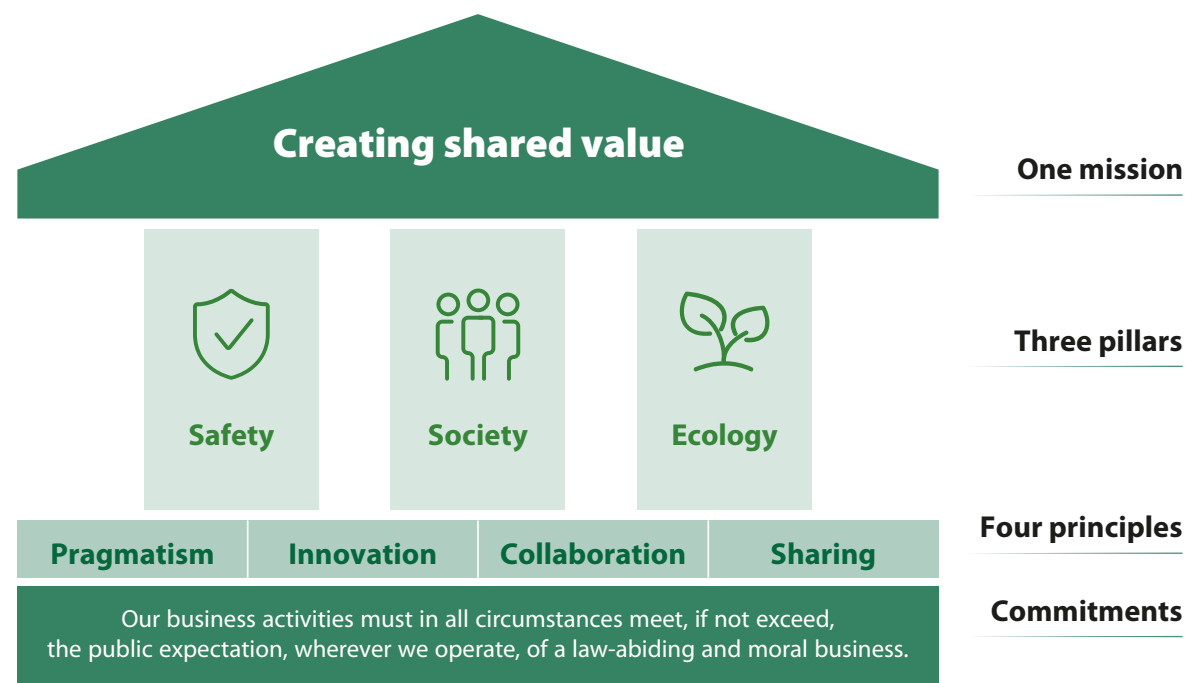 Creating shared value
One mission
Safety
Society
Ecology
Three pillars
Pragmatism
Innovation
Collaboration
Sharing
Four principles
Our business activities must in all circumstances meet, if not exceed,
the public expectation, wherever we operate, of a law-abiding and moral business.
Commitments